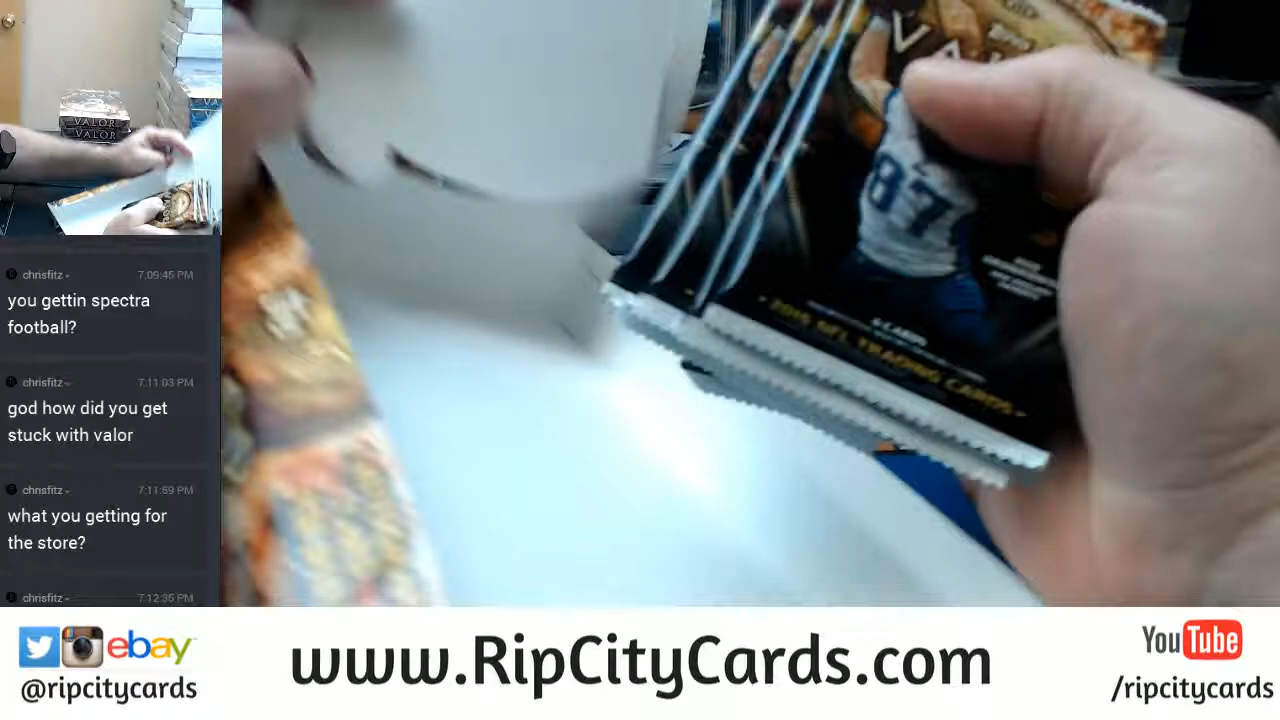 VALOR
VALOR
chrisfitz
7:09:45 PM
you gettin spectra
football?
chrisfitz
7:11:03 PM
god how did you get
stuck with valor
chrisfitz
7:11:59 PM
what you getting for
the store?
chrisfitz
7:12:35 PM
87
2015 NFL TRADING CARDS
ebay
@ripcitycards
www.RipCityCards.com
YouTube
/ripcitycards